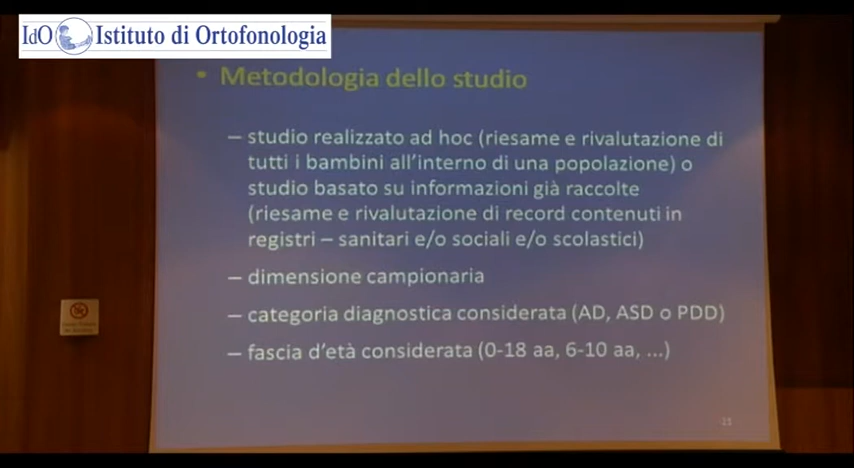 IdO Istituto di Ortofonologia
• Metodologia dello studio
– studio realizzato ad hoc (riesame e rivalutazione di
tutti i bambini all'interno di una popolazione) o
studio basato su informazioni già raccolte
(riesame e rivalutazione di record contenuti in
registri – sanitari e/o sociali e/o scolastici)
– dimensione campionaria
– categoria diagnostica considerata (AD, ASD o PDD)
– fascia d'età considerata (0-18 aa, 6-10 aa, ...)
21